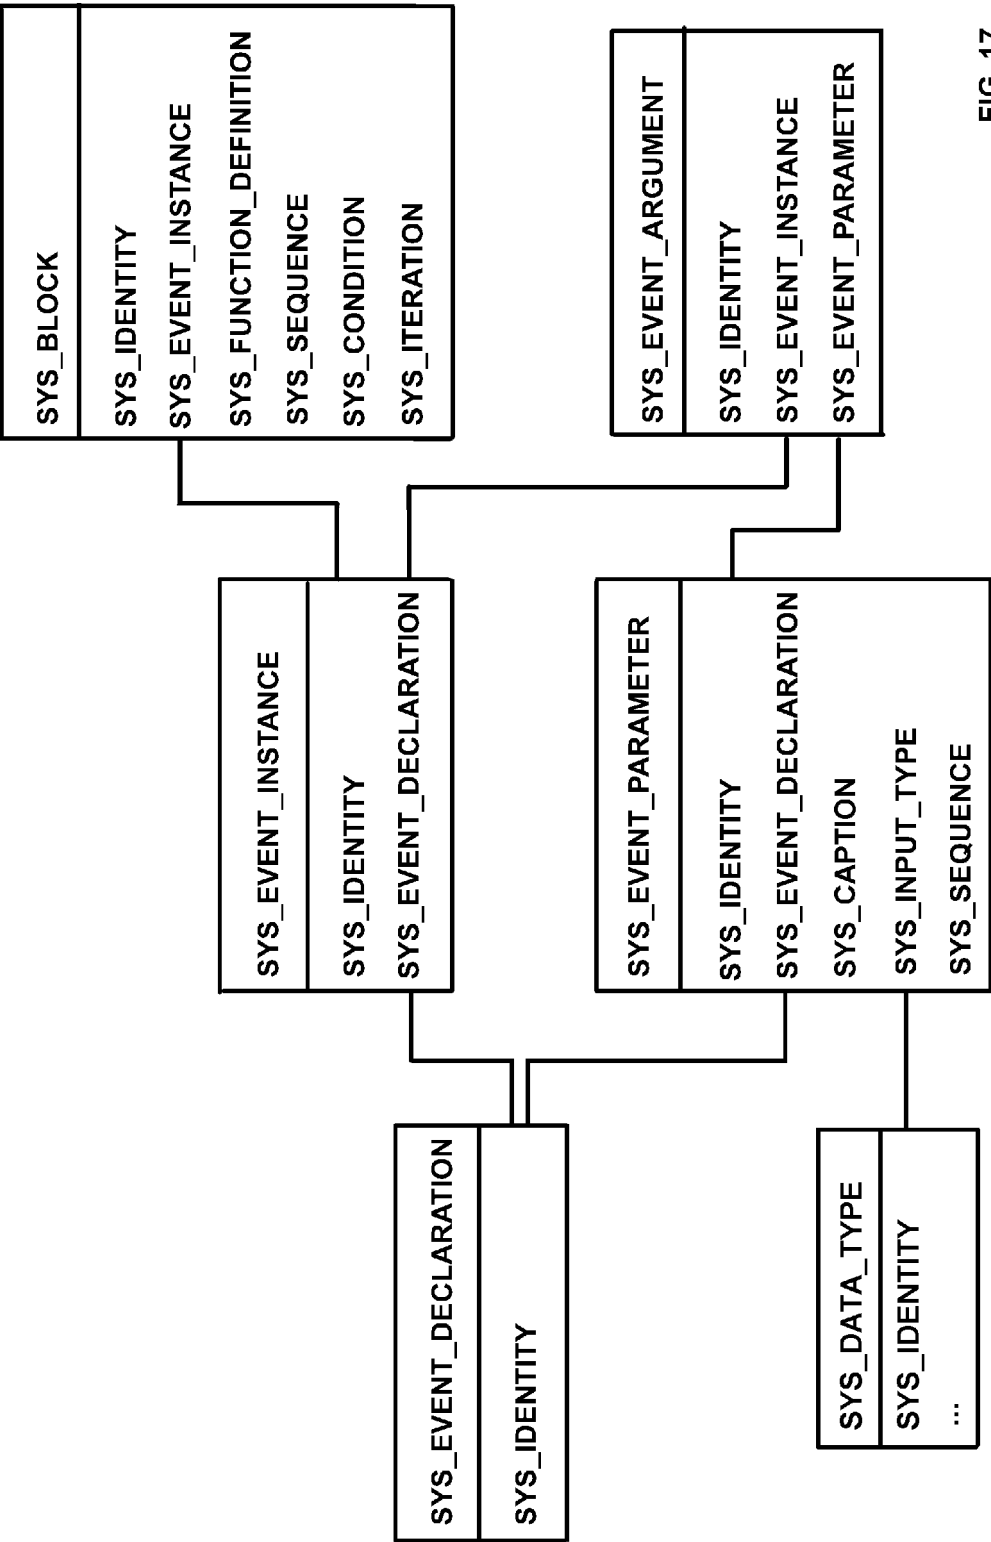 SYS_EVENT_DECLARATION
SYS_IDENTITY
SYS_DATA_TYPE
SYS_IDENTITY
...
SYS_EVENT_INSTANCE
SYS_IDENTITY
SYS_EVENT_DECLARATION
SYS_EVENT_PARAMETER
SYS_IDENTITY
SYS_EVENT_DECLARATION
SYS_CAPTION
SYS_INPUT_TYPE
SYS_SEQUENCE
SYS_BLOCK
SYS_IDENTITY
SYS_EVENT_INSTANCE
SYS_FUNCTION_DEFINITION
SYS_SEQUENCE
SYS_CONDITION
SYS_ITERATION
SYS_EVENT_ARGUMENT
SYS_IDENTITY
SYS_EVENT_INSTANCE
SYS_EVENT_PARAMETER
FIG. 17